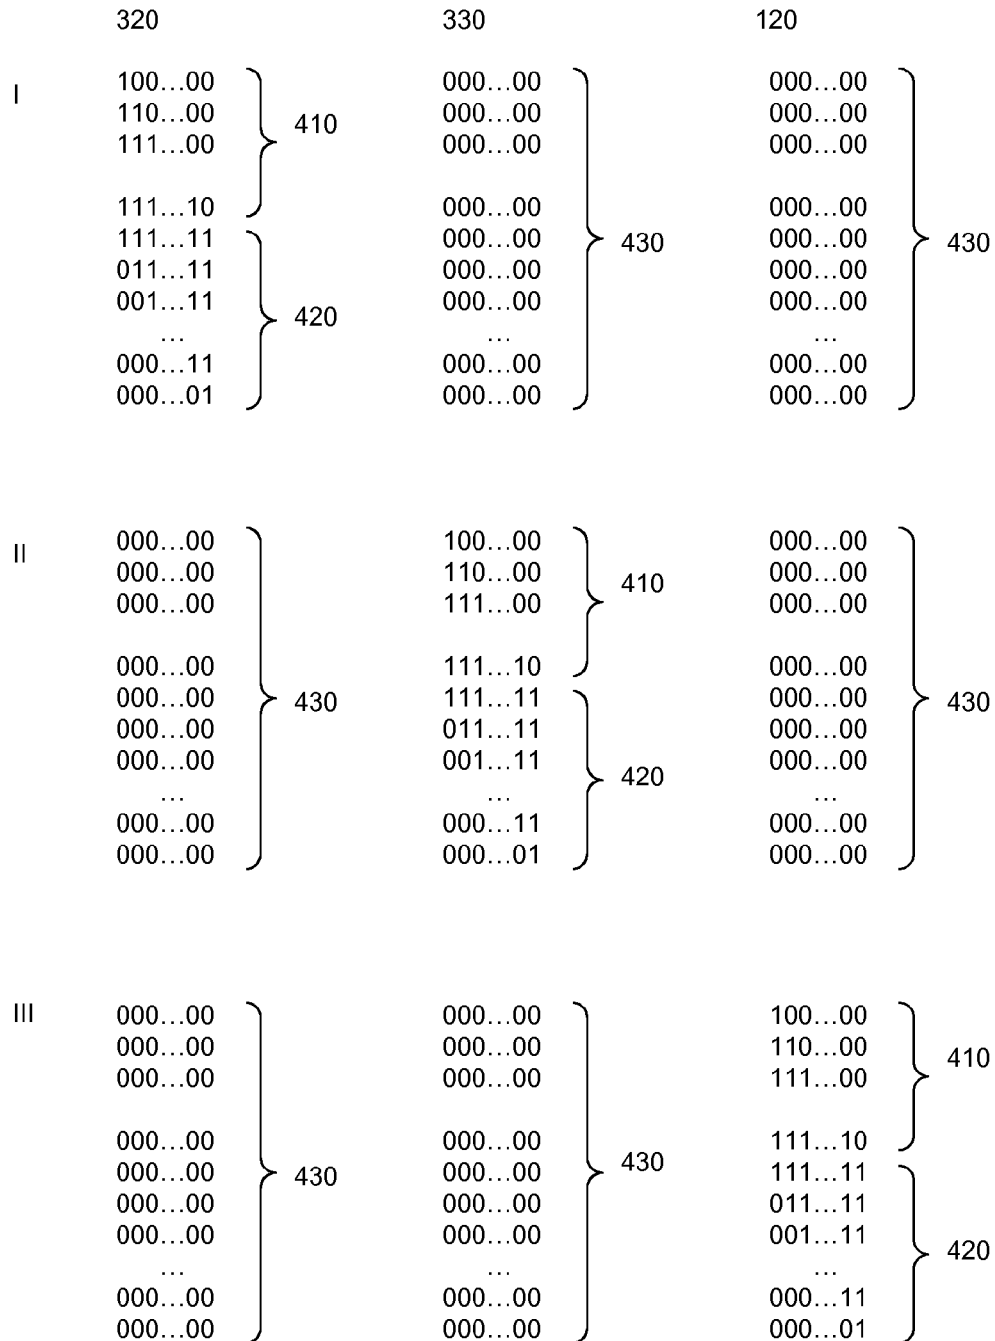 320 330 120
I 100...00 000...00 000...00
110...00 000...00 000...00
410
111...00 000...00 000...00
111...10 000...00 000...00
111...11 000...00 000...00
430 430
011...11 000...00 000...00
001...11 000...00 000...00
420
... ... ...
000...11 000...00 000...00
000...01 000...00 000...00
II 000...00 100...00 000...00
000...00 110...00 000...00
410
000...00 111...00 000...00
000...00 111...10 000...00
000...00 111...11 000...00
430 430
000...00 011...11 000...00
000...00 001...11 000...00
420
... ... ...
000...00 000...11 000...00
000...00 000...01 000...00
III 000...00 000...00 100...00
000...00 000...00 110...00
410
000...00 000...00 111...00
000...00 000...00 111...10
430
000...00 000...00 111...11
430
000...00 000...00 011...11
000...00 000...00 001...11
420
... ... ...
000...00 000...00 000...11
000...00 000...00 000...01